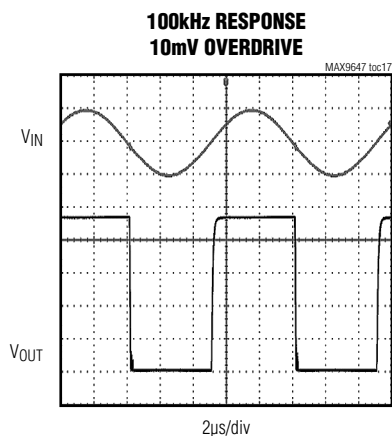 100kHz RESPONSE
10mV OVERDRIVE
MAX9647 toc17
VIN
VOUT
2µs/div